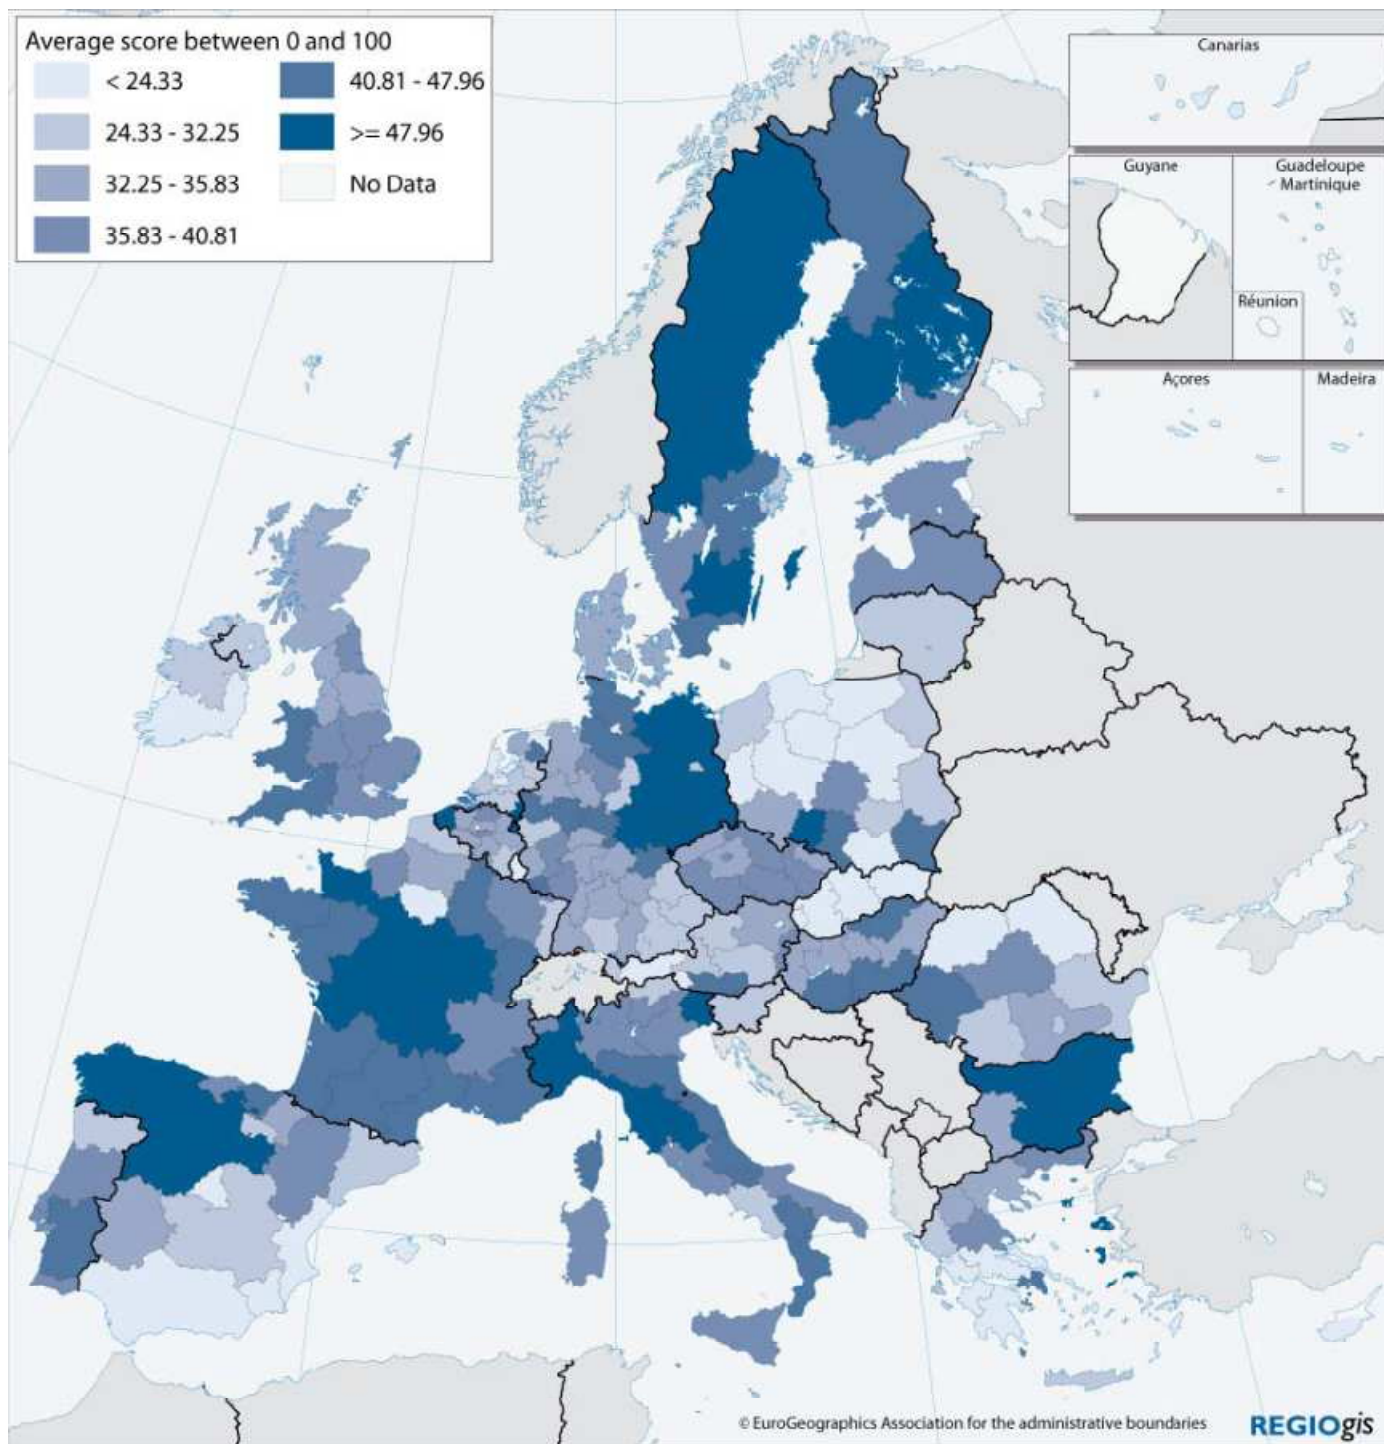 Average score between 0 and 100
< 24.33
24.33 - 32.25
32.25 - 35.83
35.83 - 40.81
40.81 - 47.96
>= 47.96
No Data
Canarias
Guyane
Guadeloupe
Martinique
Réunion
Açores
Madeira
© EuroGeographics Association for the administrative boundaries
REGIOgis